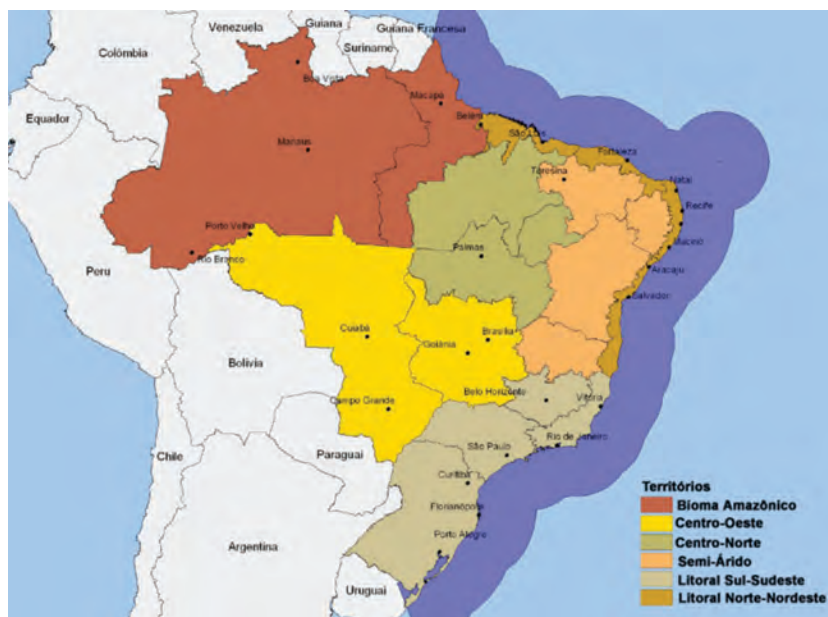 Venezuela
Guiana
Guiana Francesa
Suriname
Colômbia
Boa Vista
Macapá
Equador
Belém
São Luís
Manaus
Fortaleza
Teresina
Natal
Recife
Porto Velho
Maceió
Palmas
Rio Branco
Aracaju
Peru
Salvador
Cuiabá
Brasília
Goiânia
Bolívia
Belo Horizonte
Campo Grande
Vitória
Rio de Janeiro
São Paulo
Paraguai
Chile
Curitiba
Territórios
Florianópolis
Bioma Amazônico
Centro-Oeste
Porto Alegre
Centro-Norte
Argentina
Semi-Árido
Litoral Sul-Sudeste
Uruguai
Litoral Norte-Nordeste